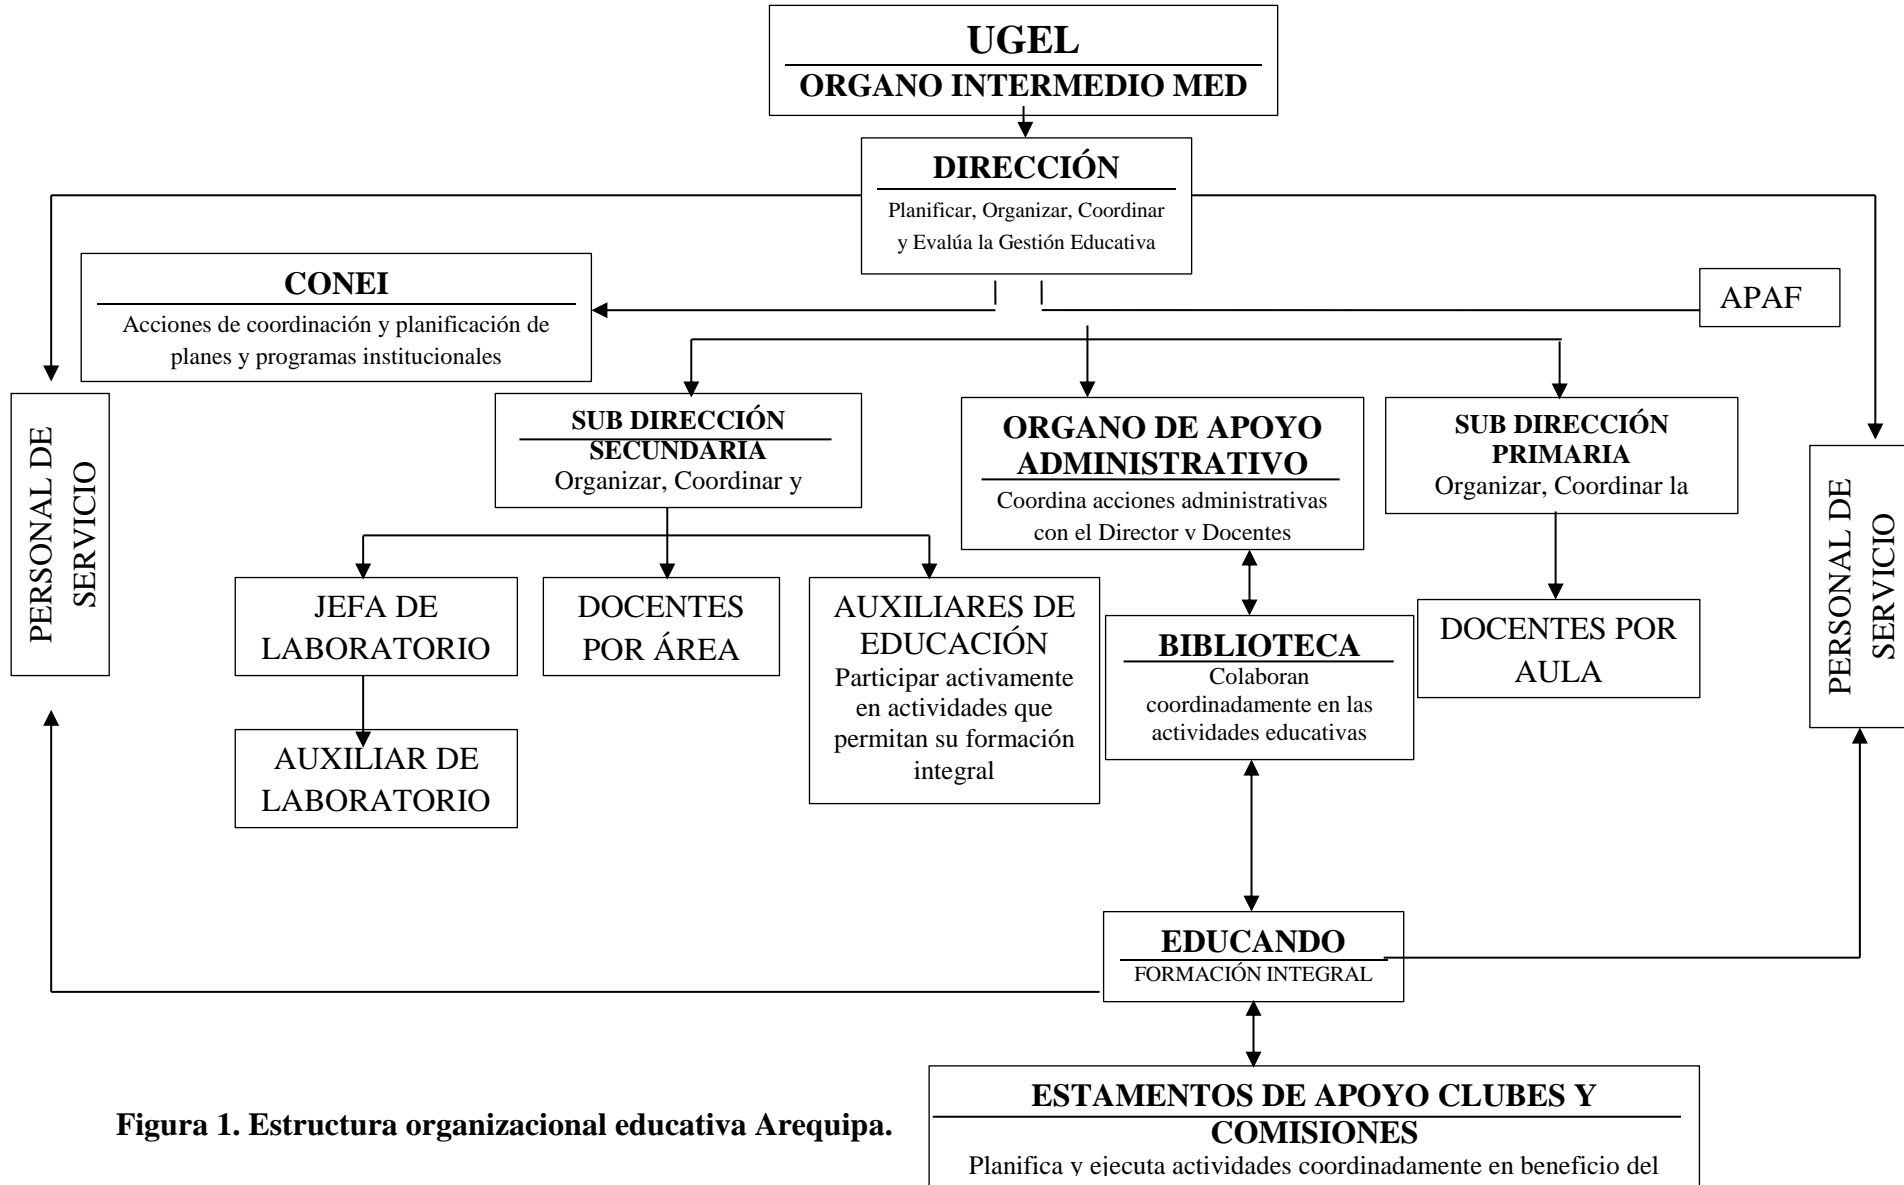 UGEL
ORGANO INTERMEDIO MED
DIRECCIÓN
Planificar, Organizar, Coordinar
y Evalúa la Gestión Educativa
CONEI
Acciones de coordinación y planificación de
planes y programas institucionales
APAF
PERSONAL DE
SERVICIO
SUB DIRECCIÓN
SECUNDARIA
Organizar, Coordinar y
ORGANO DE APOYO
ADMINISTRATIVO
Coordina acciones administrativas
con el Director y Docentes
SUB DIRECCIÓN
PRIMARIA
Organizar, Coordinar la
PERSONAL DE
SERVICIO
JEFA DE
LABORATORIO
DOCENTES
POR ÁREA
AUXILIARES DE
EDUCACIÓN
Participar activamente
en actividades que
permitan su formación
integral
BIBLIOTECA
Colaboran
coordinadamente en las
actividades educativas
DOCENTES POR
AULA
AUXILIAR DE
LABORATORIO
EDUCANDO
FORMACIÓN INTEGRAL
ESTAMENTOS DE APOYO CLUBES Y
COMISIONES
Planifica y ejecuta actividades coordinadamente en beneficio del
Figura 1. Estructura organizacional educativa Arequipa.